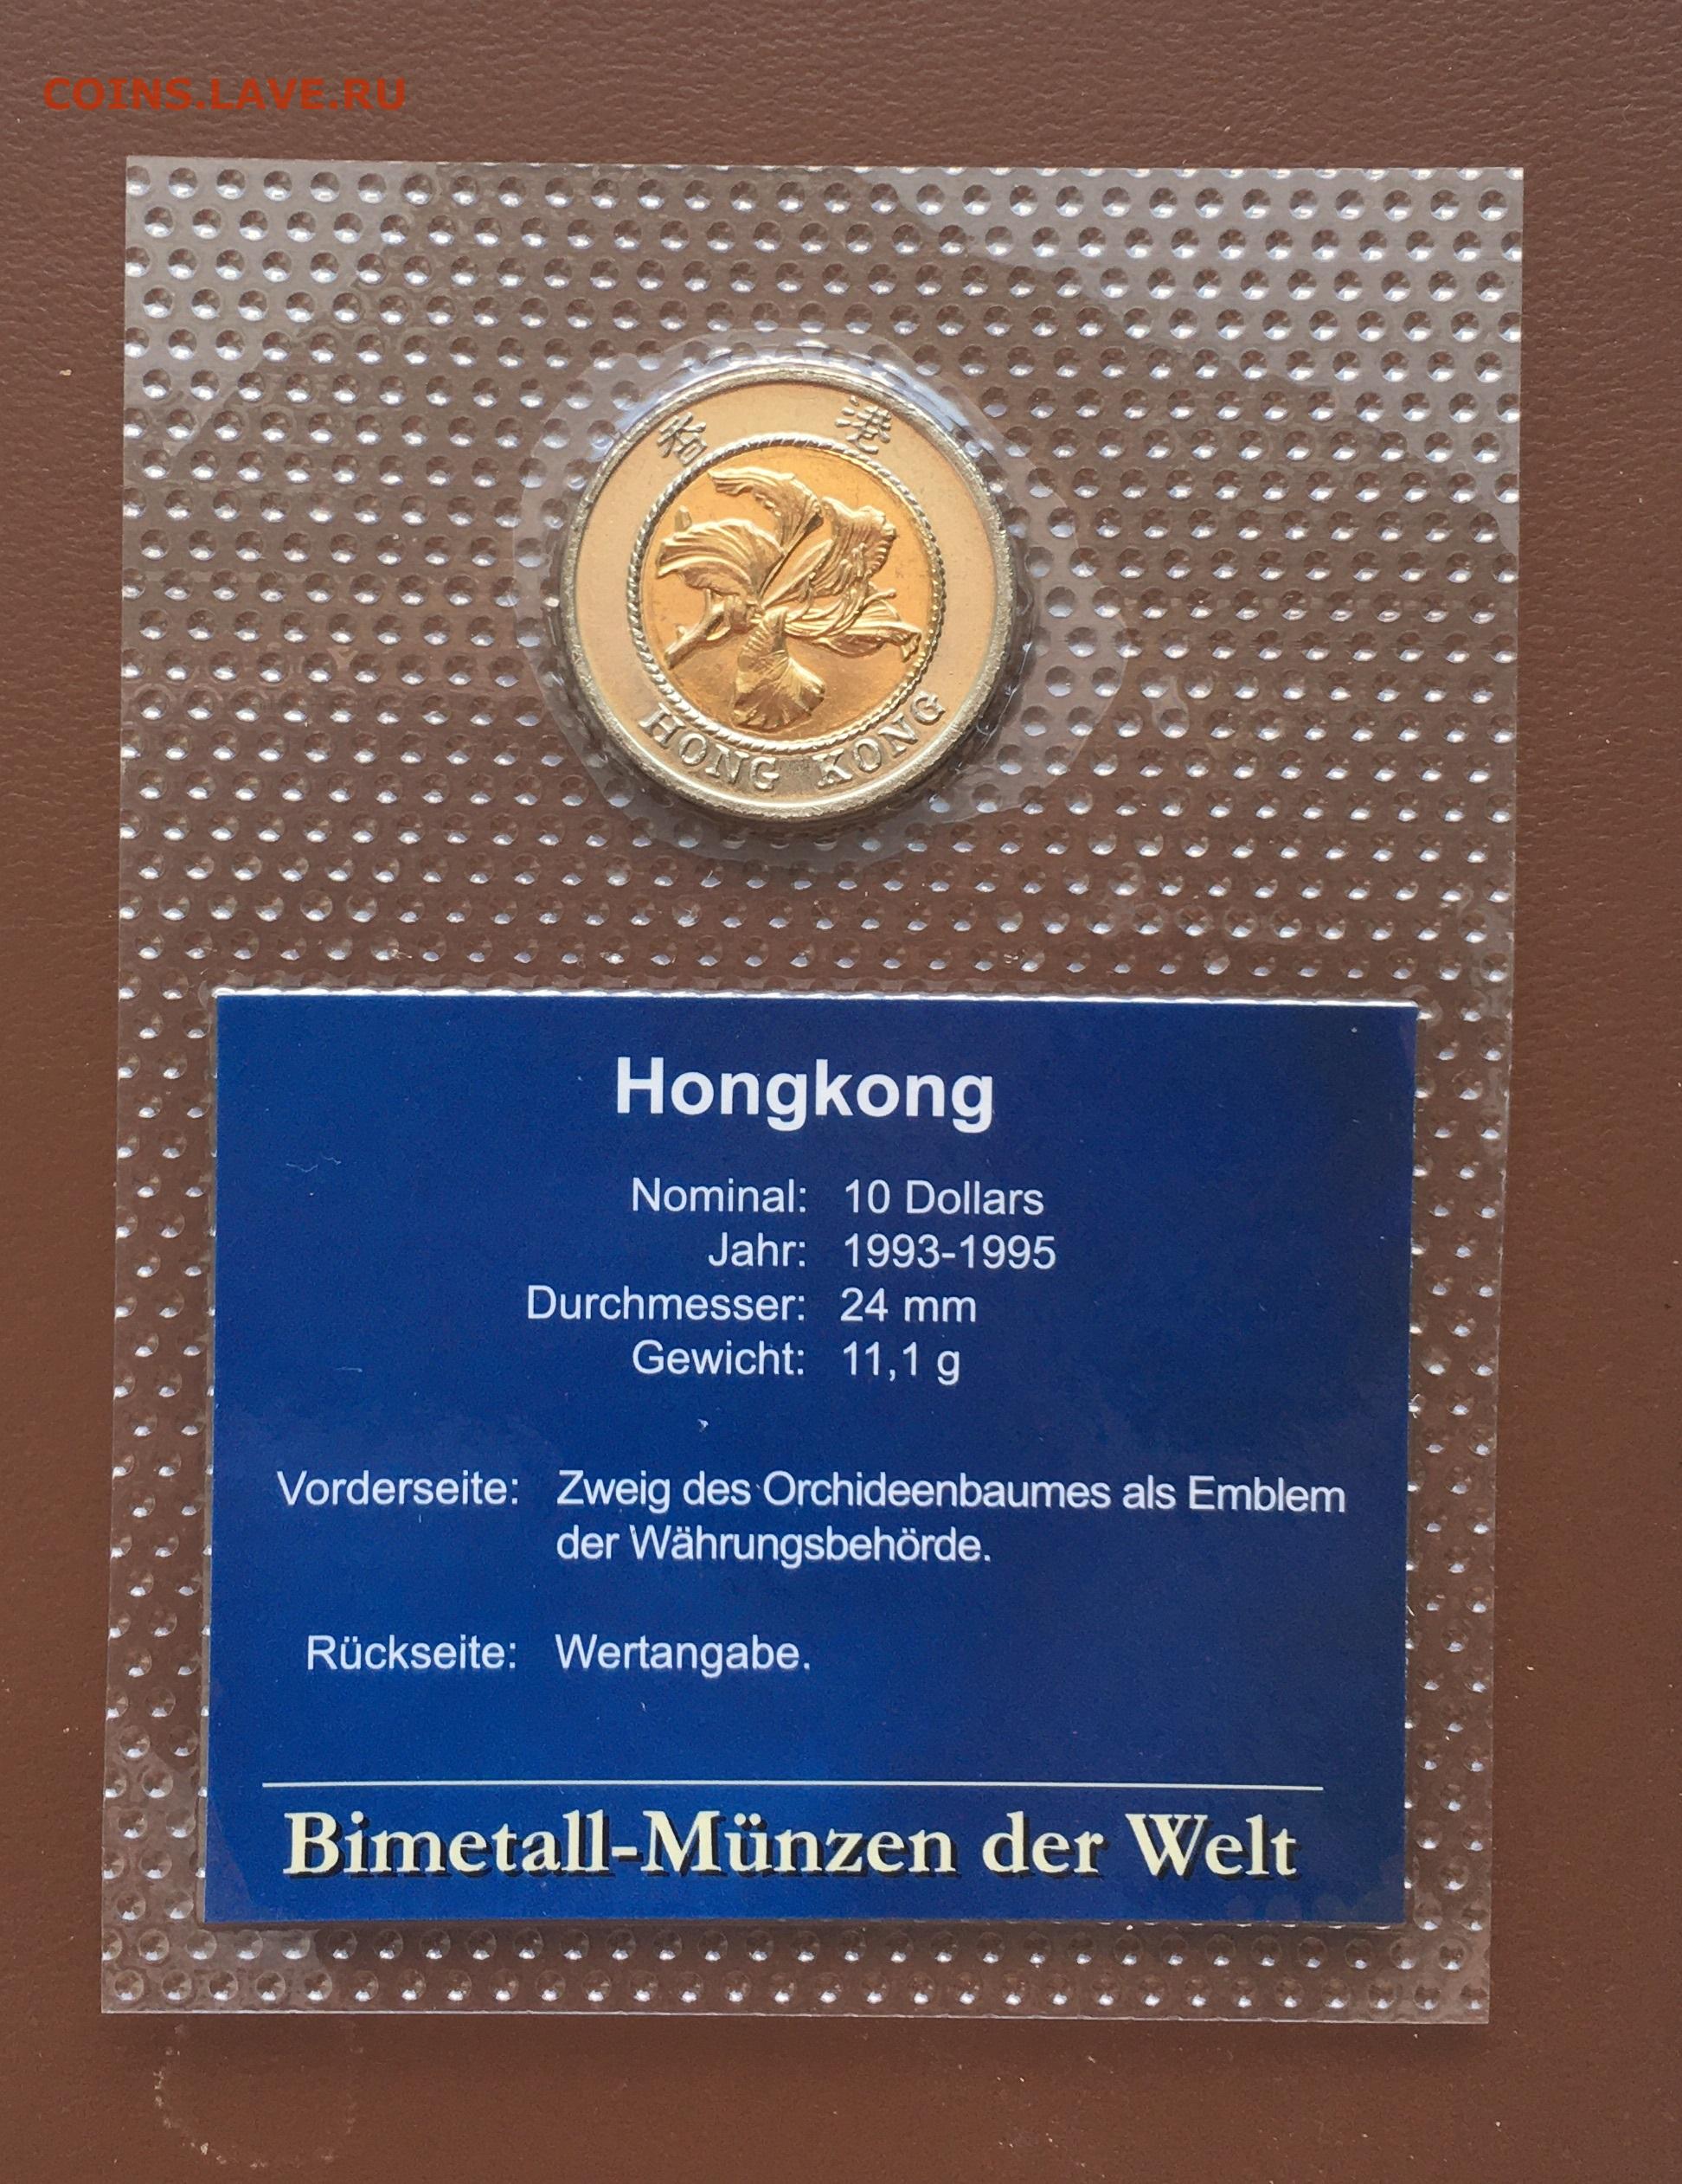 COINS.LAVE.RU
香 港
HONG KONG
Hongkong
Nominal: 10 Dollars
Jahr: 1993-1995
Durchmesser: 24 mm
Gewicht: 11,1 g
Vorderseite: Zweig des Orchideenbaumes als Emblem
der Währungsbehörde.
Rückseite: Wertangabe.
Bimetall-Münzen der Welt